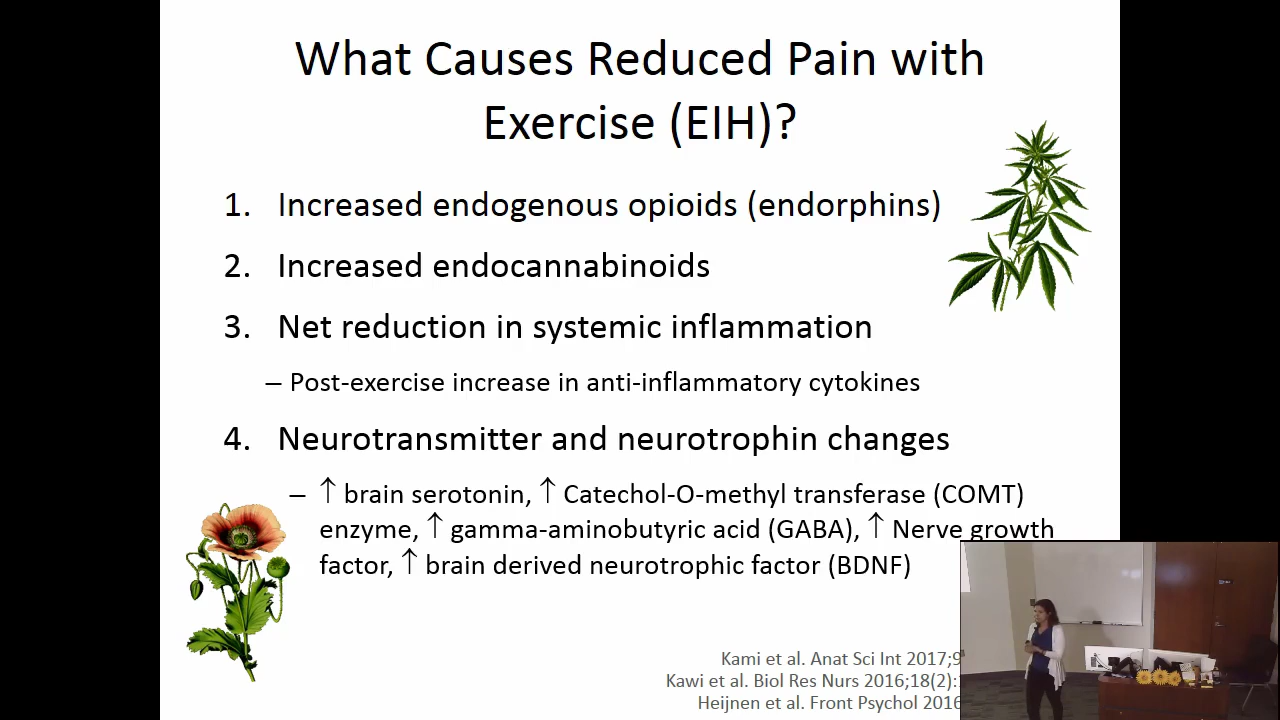 What Causes Reduced Pain with
Exercise (EIH)?
1. Increased endogenous opioids (endorphins)
2. Increased endocannabinoids
3. Net reduction in systemic inflammation
– Post-exercise increase in anti-inflammatory cytokines
4. Neurotransmitter and neurotrophin changes
– ↑ brain serotonin, ↑ Catechol-O-methyl transferase (COMT)
enzyme, ↑ gamma-aminobutyric acid (GABA), ↑ Nerve growth
factor, ↑ brain derived neurotrophic factor (BDNF)
Kami et al. Anat Sci Int 2017;9
Kawi et al. Biol Res Nurs 2016;18(2):
Heijnen et al. Front Psychol 2016